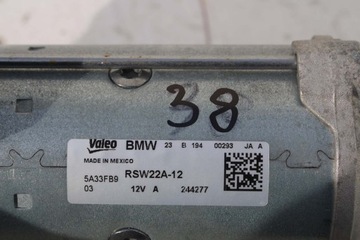 38
Valeo BMW 23 B 194 00293 JA A
MADE IN MEXICO
5A33FB9 RSW22A-12
03 12V A 244277